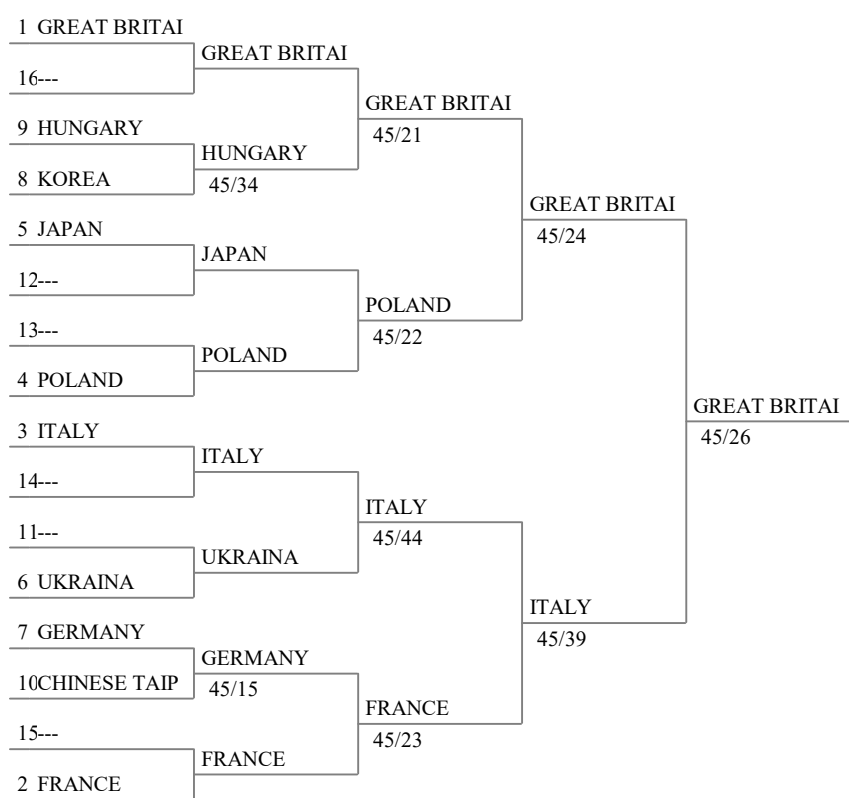 1 GREAT BRITAI
GREAT BRITAI
16---
GREAT BRITAI
45/21
9 HUNGARY
HUNGARY
45/34
8 KOREA
GREAT BRITAI
45/24
5 JAPAN
JAPAN
12---
POLAND
45/22
13---
POLAND
4 POLAND
GREAT BRITAI
45/26
3 ITALY
ITALY
14---
ITALY
45/44
11---
UKRAINA
6 UKRAINA
ITALY
45/39
7 GERMANY
GERMANY
45/15
10CHINESE TAIP
FRANCE
45/23
15---
FRANCE
2 FRANCE